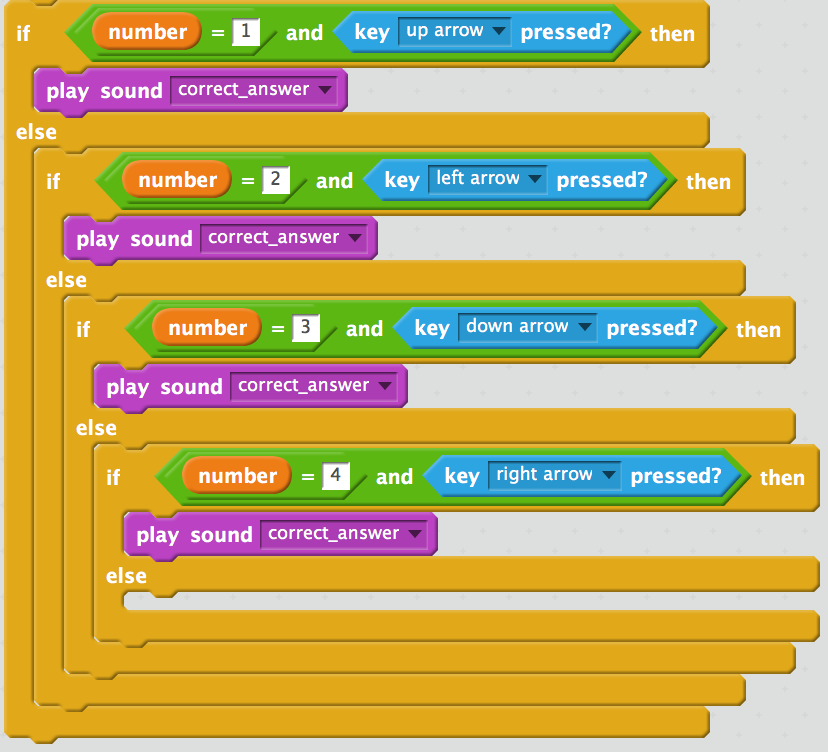 if number = 1 and key up arrow pressed? then
play sound correct_answer
else
if number = 2 and key left arrow pressed? then
play sound correct_answer
else
if number = 3 and key down arrow pressed? then
play sound correct_answer
else
if number = 4 and key right arrow pressed? then
play sound correct_answer
else